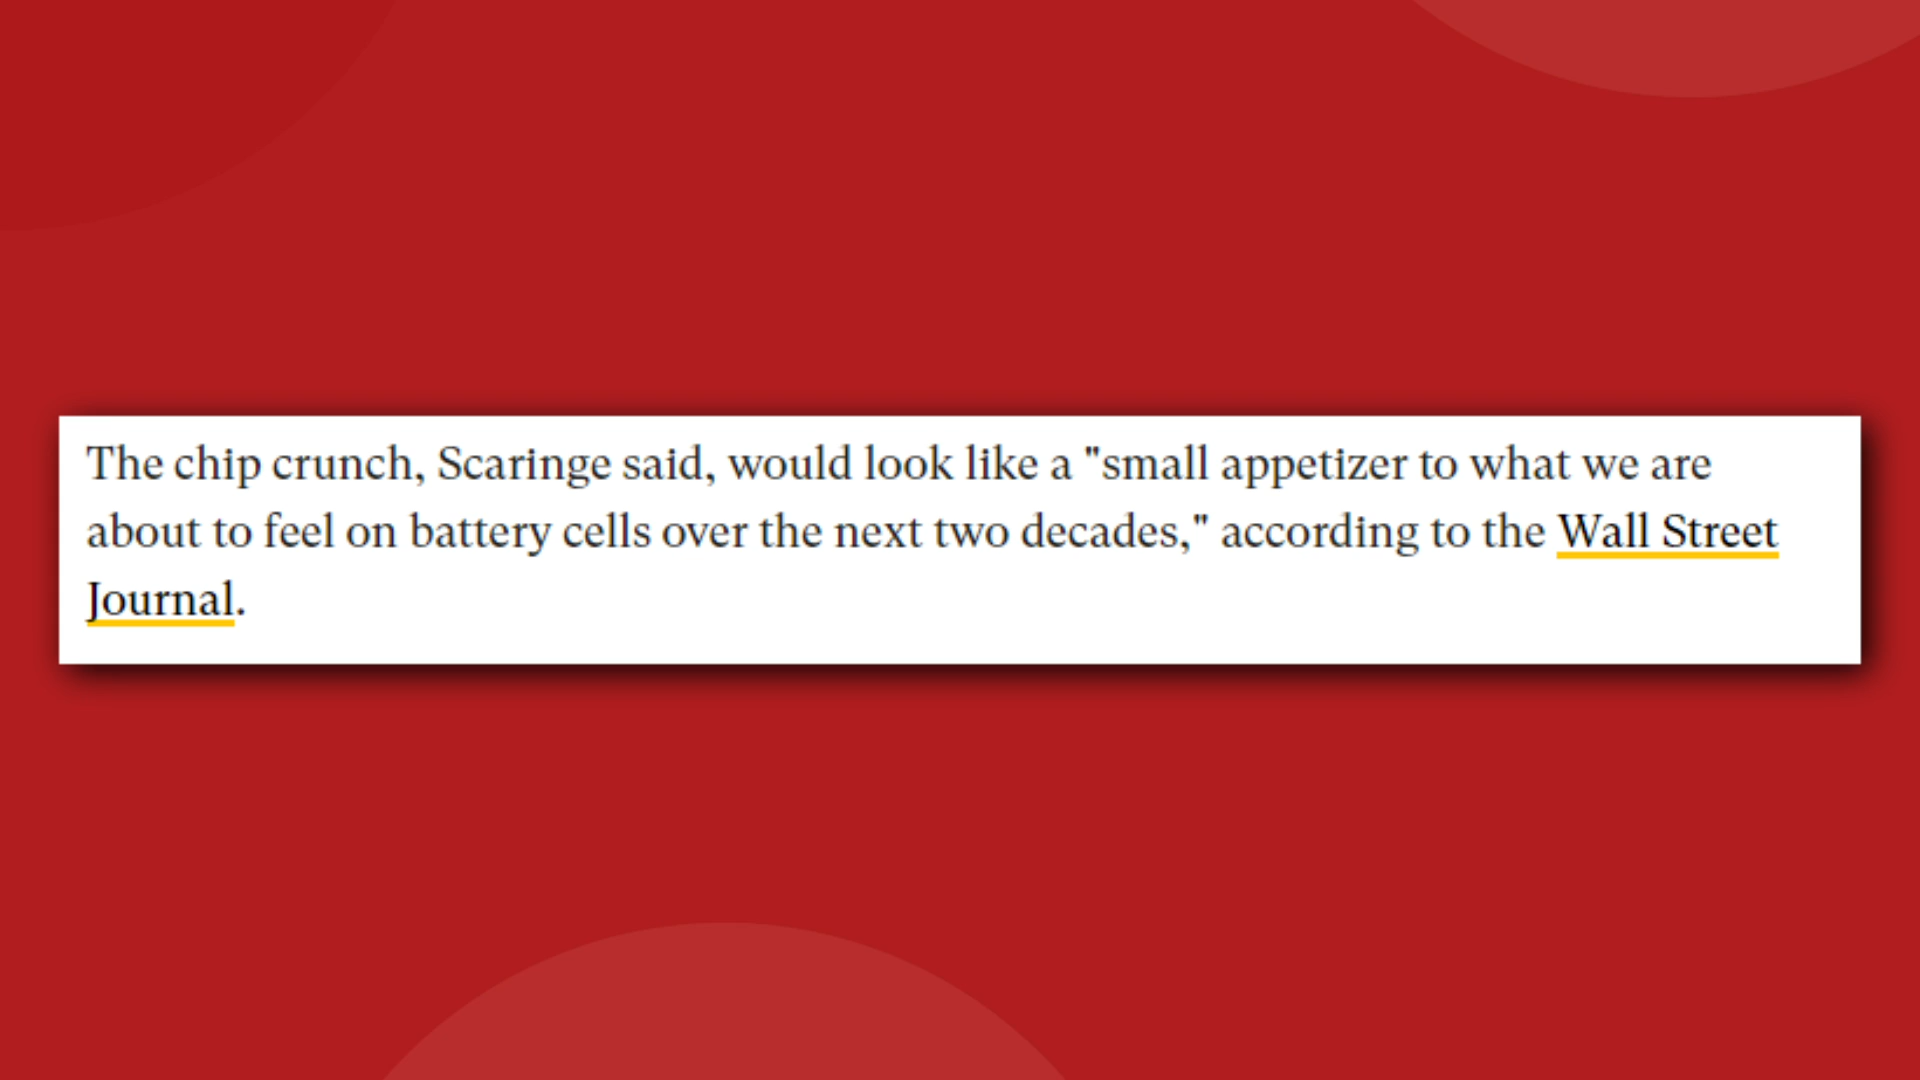 The chip crunch, Scaringe said, would look like a "small appetizer to what we are
about to feel on battery cells over the next two decades," according to the Wall Street
Journal.